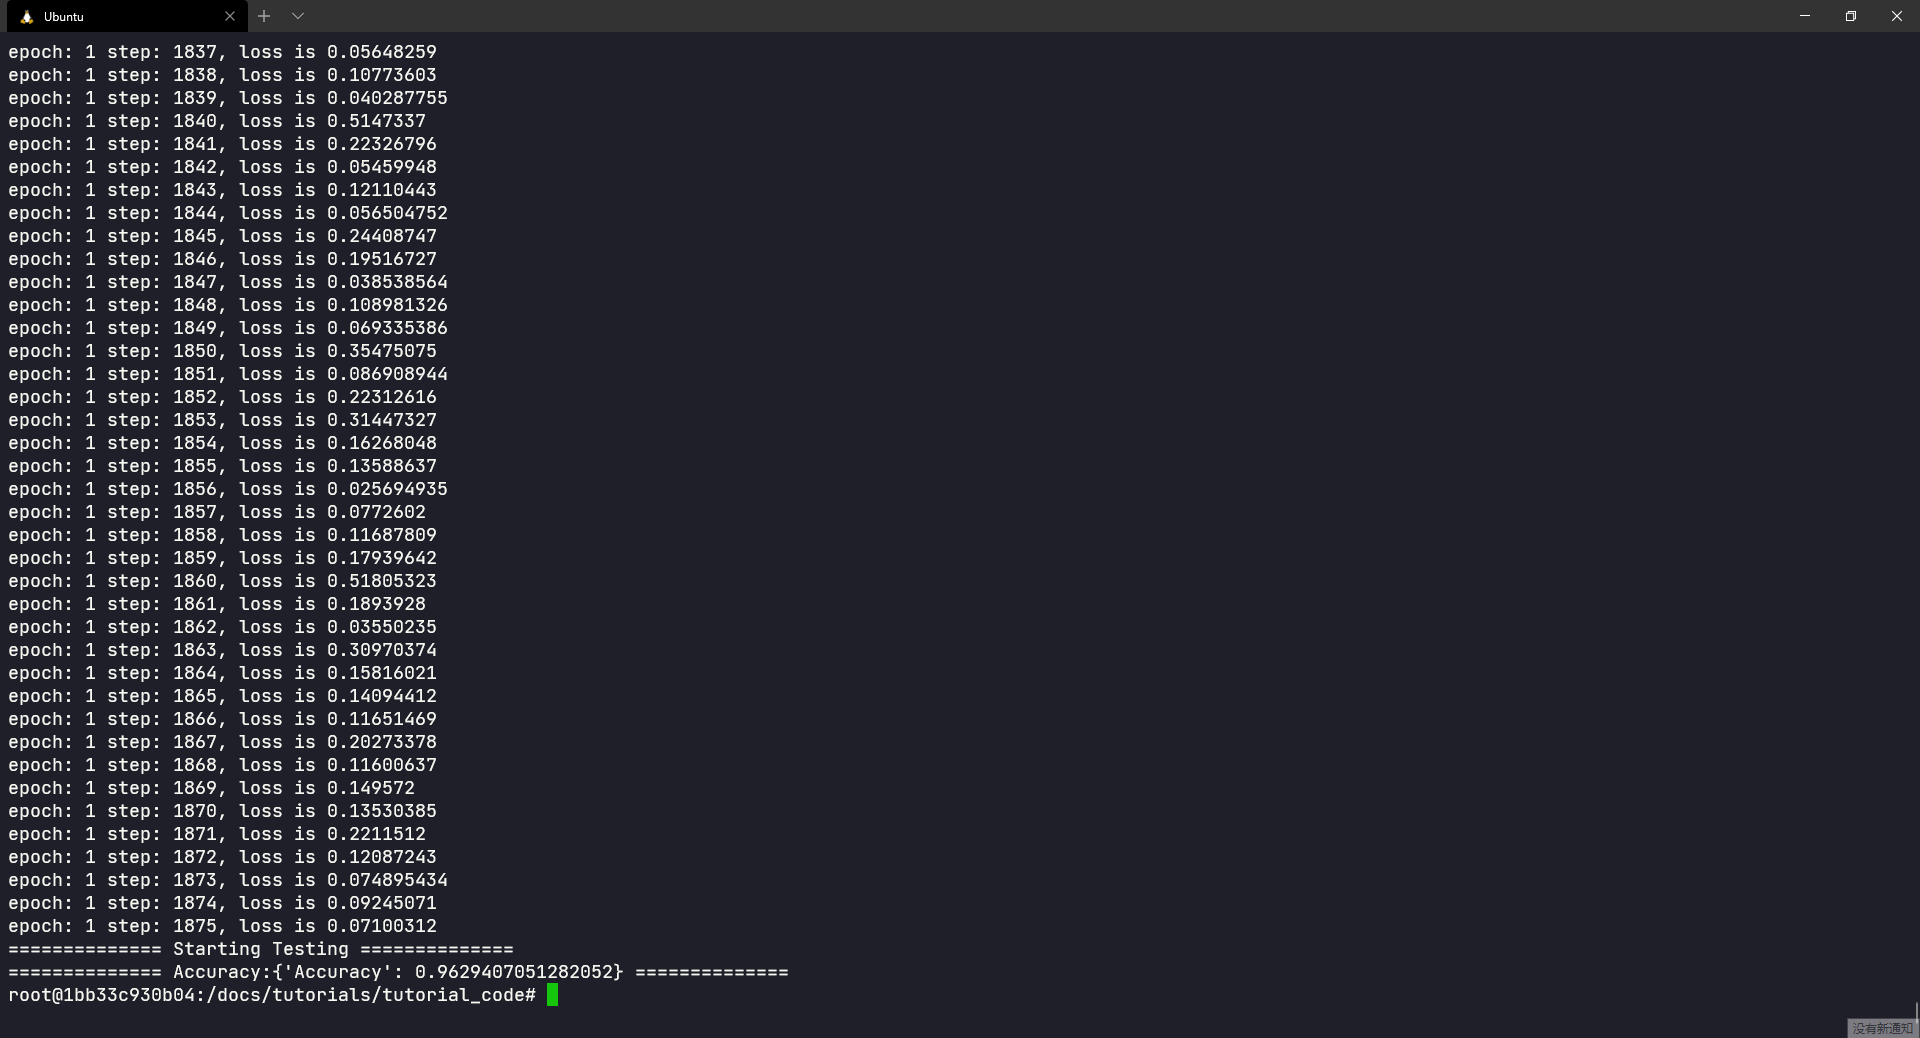 Ubuntu
epoch: 1 step: 1837, loss is 0.05648259
epoch: 1 step: 1838, loss is 0.10773603
epoch: 1 step: 1839, loss is 0.040287755
epoch: 1 step: 1840, loss is 0.5147337
epoch: 1 step: 1841, loss is 0.22326796
epoch: 1 step: 1842, loss is 0.05459948
epoch: 1 step: 1843, loss is 0.12110443
epoch: 1 step: 1844, loss is 0.056504752
epoch: 1 step: 1845, loss is 0.24408747
epoch: 1 step: 1846, loss is 0.19516727
epoch: 1 step: 1847, loss is 0.038538564
epoch: 1 step: 1848, loss is 0.108981326
epoch: 1 step: 1849, loss is 0.069335386
epoch: 1 step: 1850, loss is 0.35475075
epoch: 1 step: 1851, loss is 0.086908944
epoch: 1 step: 1852, loss is 0.22312616
epoch: 1 step: 1853, loss is 0.31447327
epoch: 1 step: 1854, loss is 0.16268048
epoch: 1 step: 1855, loss is 0.13588637
epoch: 1 step: 1856, loss is 0.025694935
epoch: 1 step: 1857, loss is 0.0772602
epoch: 1 step: 1858, loss is 0.11687809
epoch: 1 step: 1859, loss is 0.17939642
epoch: 1 step: 1860, loss is 0.51805323
epoch: 1 step: 1861, loss is 0.1893928
epoch: 1 step: 1862, loss is 0.03550235
epoch: 1 step: 1863, loss is 0.30970374
epoch: 1 step: 1864, loss is 0.15816021
epoch: 1 step: 1865, loss is 0.14094412
epoch: 1 step: 1866, loss is 0.11651469
epoch: 1 step: 1867, loss is 0.20273378
epoch: 1 step: 1868, loss is 0.11600637
epoch: 1 step: 1869, loss is 0.149572
epoch: 1 step: 1870, loss is 0.13530385
epoch: 1 step: 1871, loss is 0.2211512
epoch: 1 step: 1872, loss is 0.12087243
epoch: 1 step: 1873, loss is 0.074895434
epoch: 1 step: 1874, loss is 0.09245071
epoch: 1 step: 1875, loss is 0.07100312
============== Starting Testing ==============
============== Accuracy:{'Accuracy': 0.9629407051282052} ==============
root@1bb33c930b04:/docs/tutorials/tutorial_code#
没有新通知